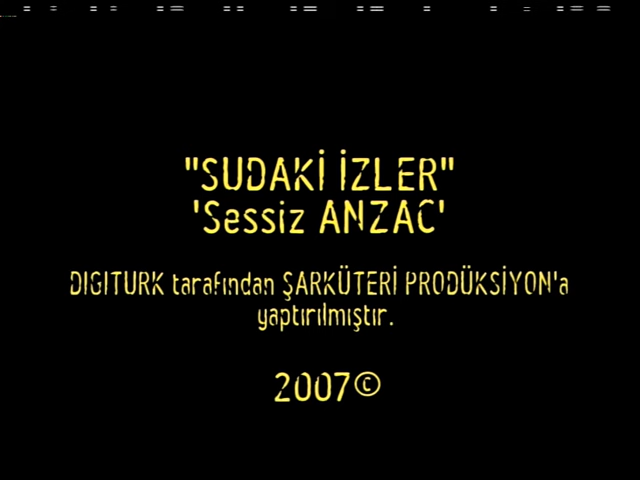 "SUDAKİ İZLER"
'Sessiz ANZAC'
DIGITURK tarafından ŞARKÜTERİ PRODÜKSİYON'a
yaptırılmıştır.
2007©